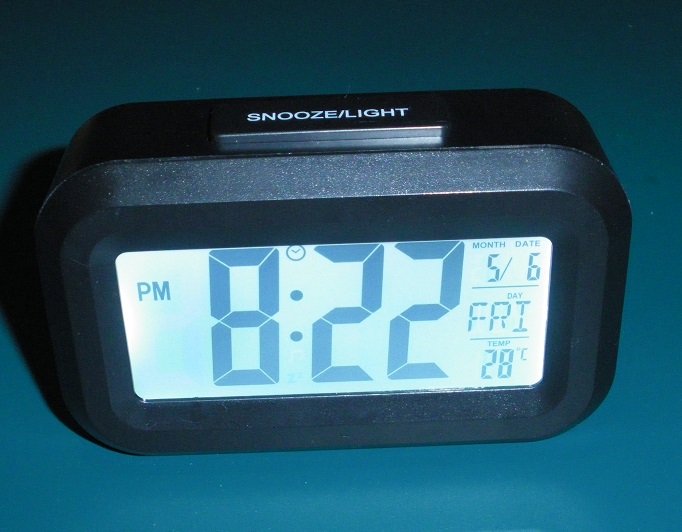 SNOOZE/LIGHT
PM 8:22
MONTH DATE
5/ 6
DAY
FRI
TEMP
28°C